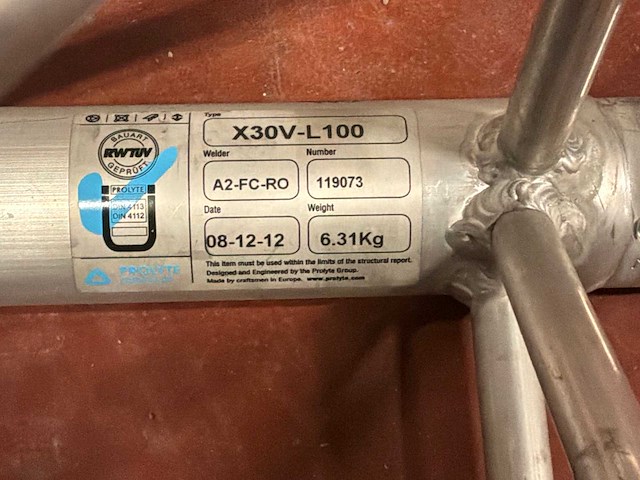 BAUART
RWTÜV
GEPRÜFT
PROLYTE
DIN 4113
DIN 4112
PROLYTE
Type
X30V-L100
Welder
Number
A2-FC-RO
119073
Date
Weight
08-12-12
6.31Kg
This item must be used within the limits of the structural report.
Designed and Engineered by the Prolyte Group.
Made by craftsmen in Europe. www.prolyte.com